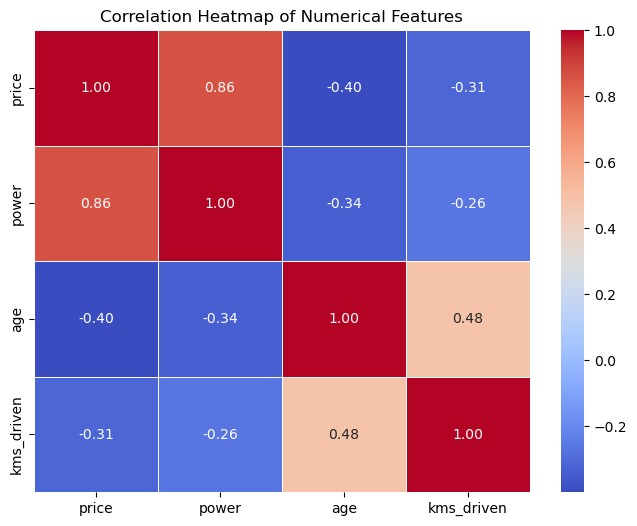 Correlation Heatmap of Numerical Features
price 1.00 0.86 -0.40 -0.31
power 0.86 1.00 -0.34 -0.26
age -0.40 -0.34 1.00 0.48
kms_driven -0.31 -0.26 0.48 1.00
price power age kms_driven
1.0
0.8
0.6
0.4
0.2
0.0
−0.2